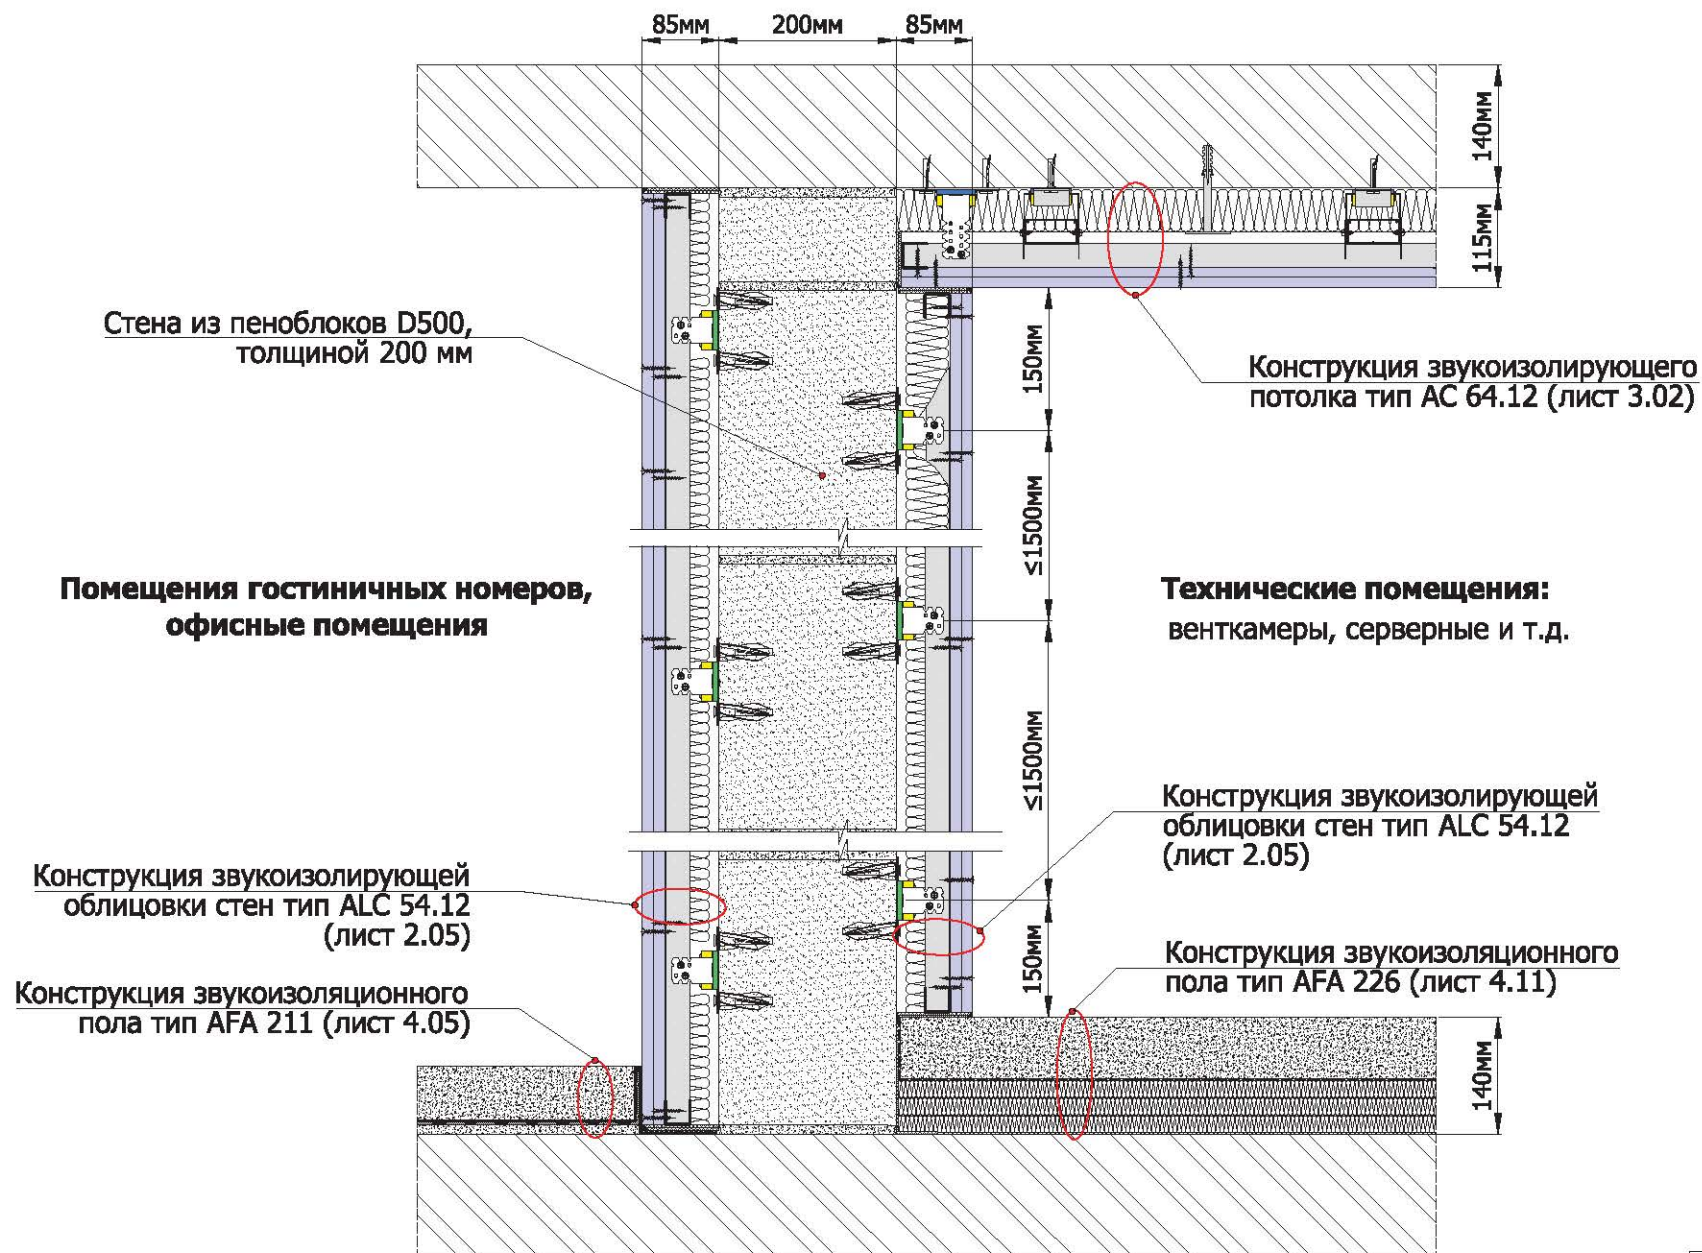 85мм
200мм
85мм
140мм
115мм
Стена из пеноблоков D500,
толщиной 200 мм
150мм
Конструкция звукоизолирующего
потолка тип АС 64.12 (лист 3.02)
≤1500мм
Помещения гостиничных номеров,
офисные помещения
Технические помещения:
венткамеры, серверные и т.д.
≤1500мм
Конструкция звукоизолирующей
облицовки стен тип ALC 54.12
(лист 2.05)
Конструкция звукоизолирующей
облицовки стен тип ALC 54.12
(лист 2.05)
150мм
Конструкция звукоизоляционного
пола тип AFA 226 (лист 4.11)
Конструкция звукоизоляционного
пола тип AFA 211 (лист 4.05)
140мм